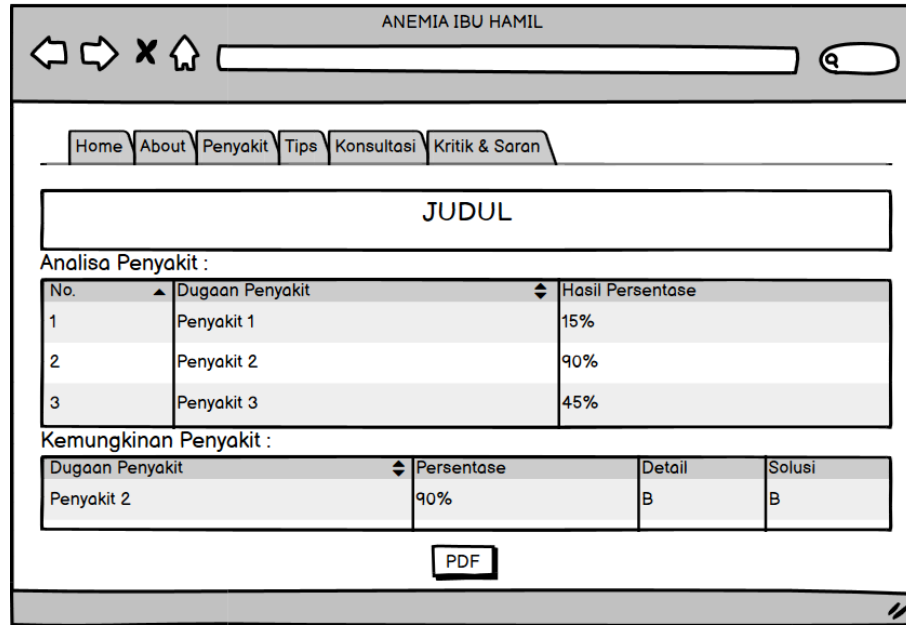 ANEMIA IBU HAMIL
Home About Penyakit Tips Konsultasi Kritik & Saran
JUDUL
Analisa Penyakit :
No. Dugaan Penyakit Hasil Persentase
1 Penyakit 1 15%
2 Penyakit 2 90%
3 Penyakit 3 45%
Kemungkinan Penyakit :
Dugaan Penyakit Persentase Detail Solusi
Penyakit 2 90% B B
PDF